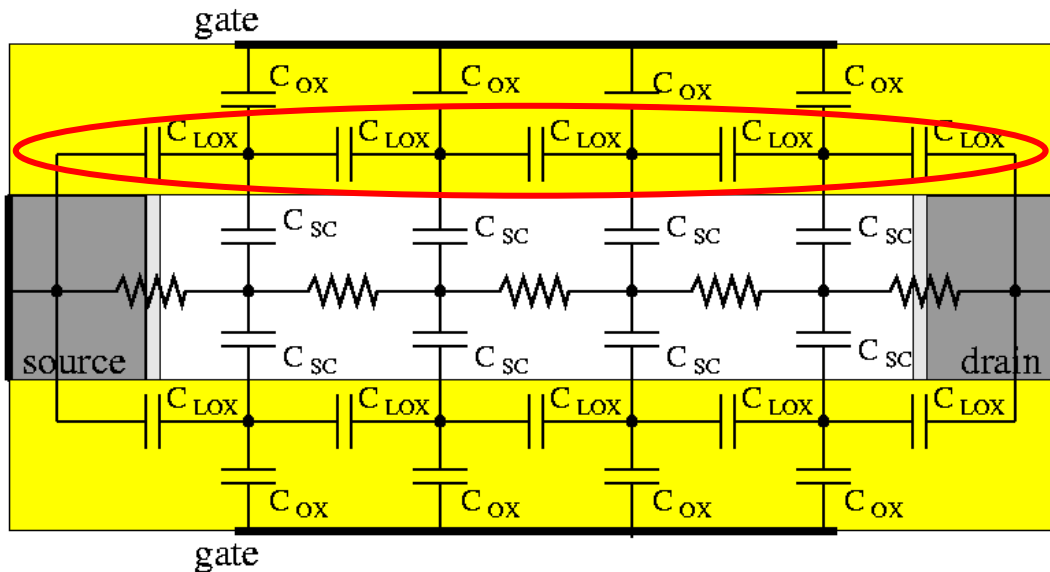 gate
C OX C OX C OX C OX
C LOX C LOX C LOX C LOX C LOX
C SC C SC C SC C SC
source C SC C SC C SC C SC drain
C LOX C LOX C LOX C LOX C LOX
C OX C OX C OX C OX
gate